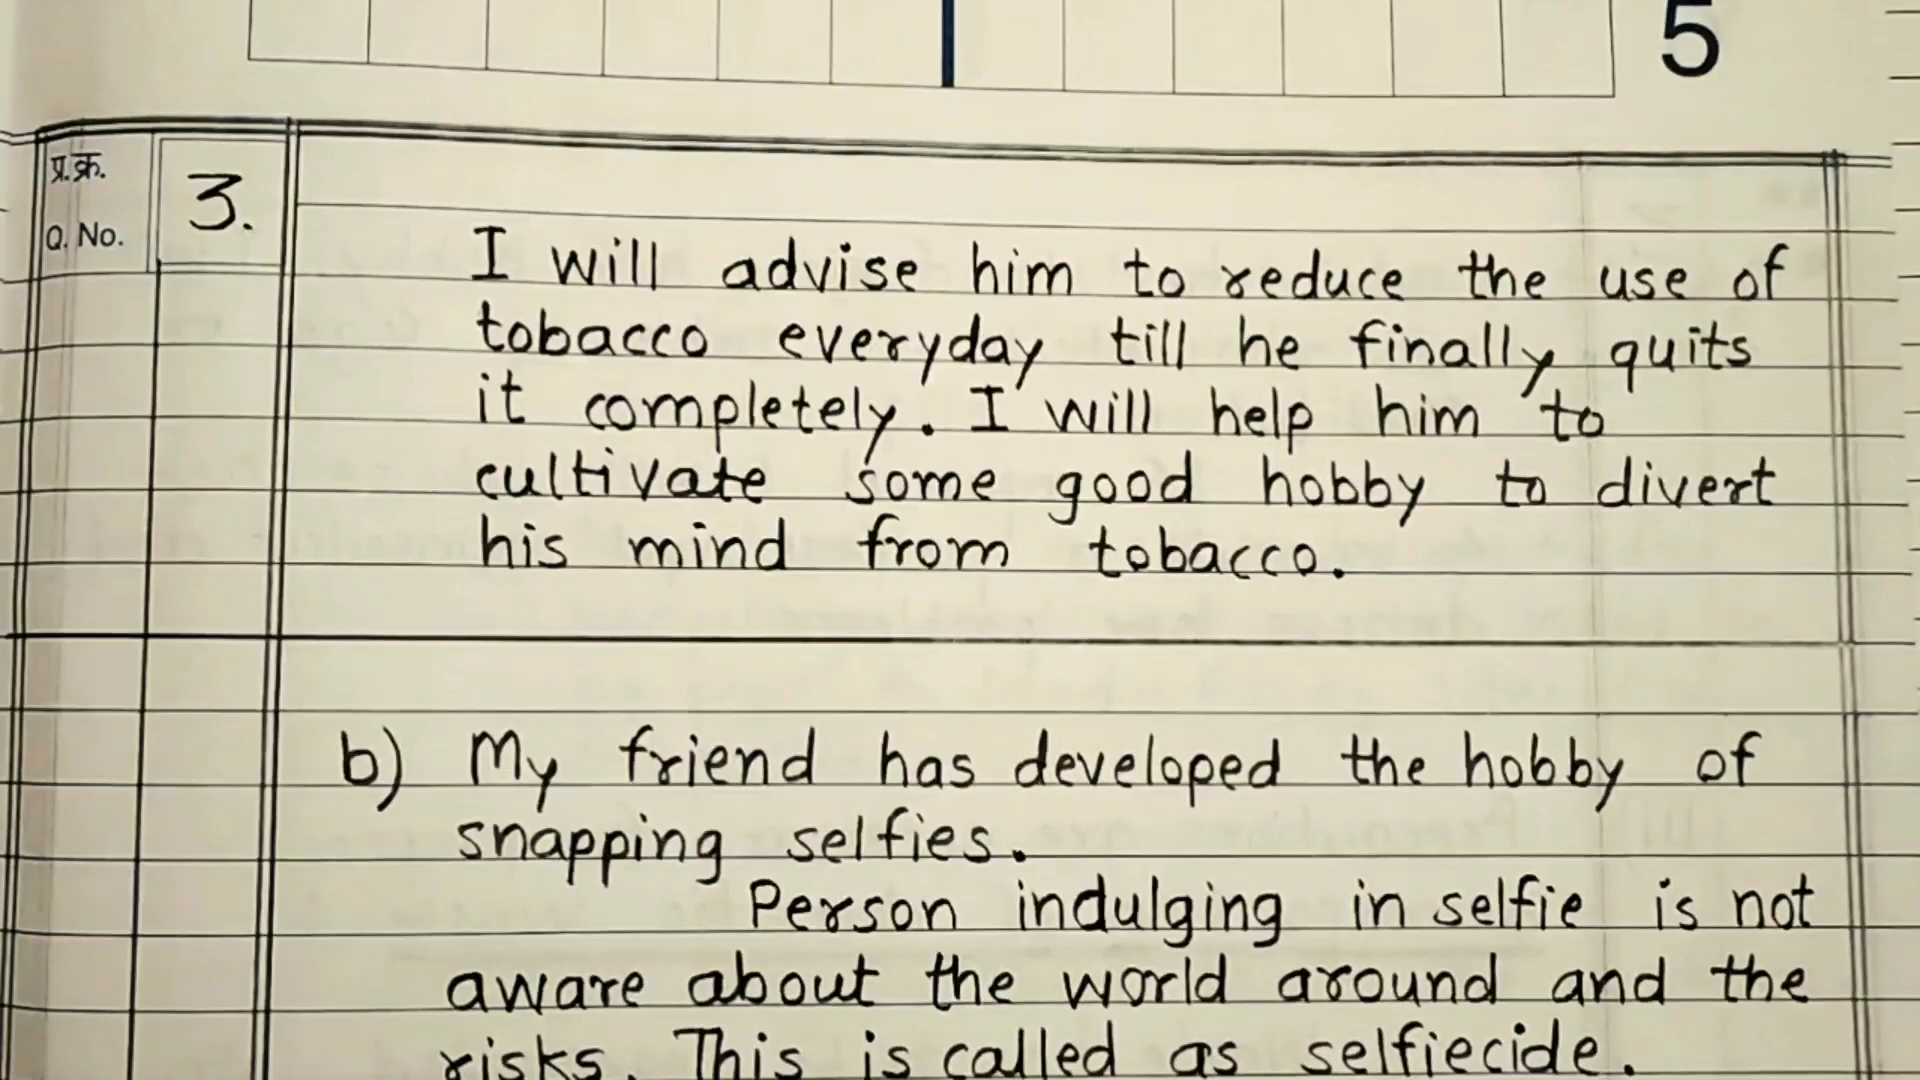 5
प्र.क्र.
Q. No.
3.
I will advise him to reduce the use of
tobacco everyday till he finally quits
it completely. I will help him to
cultivate some good hobby to divert
his mind from tobacco.
b) My friend has developed the hobby of
snapping selfies.
Person indulging in selfie is not
aware about the world around and the
risks. This is called as selfiecide.